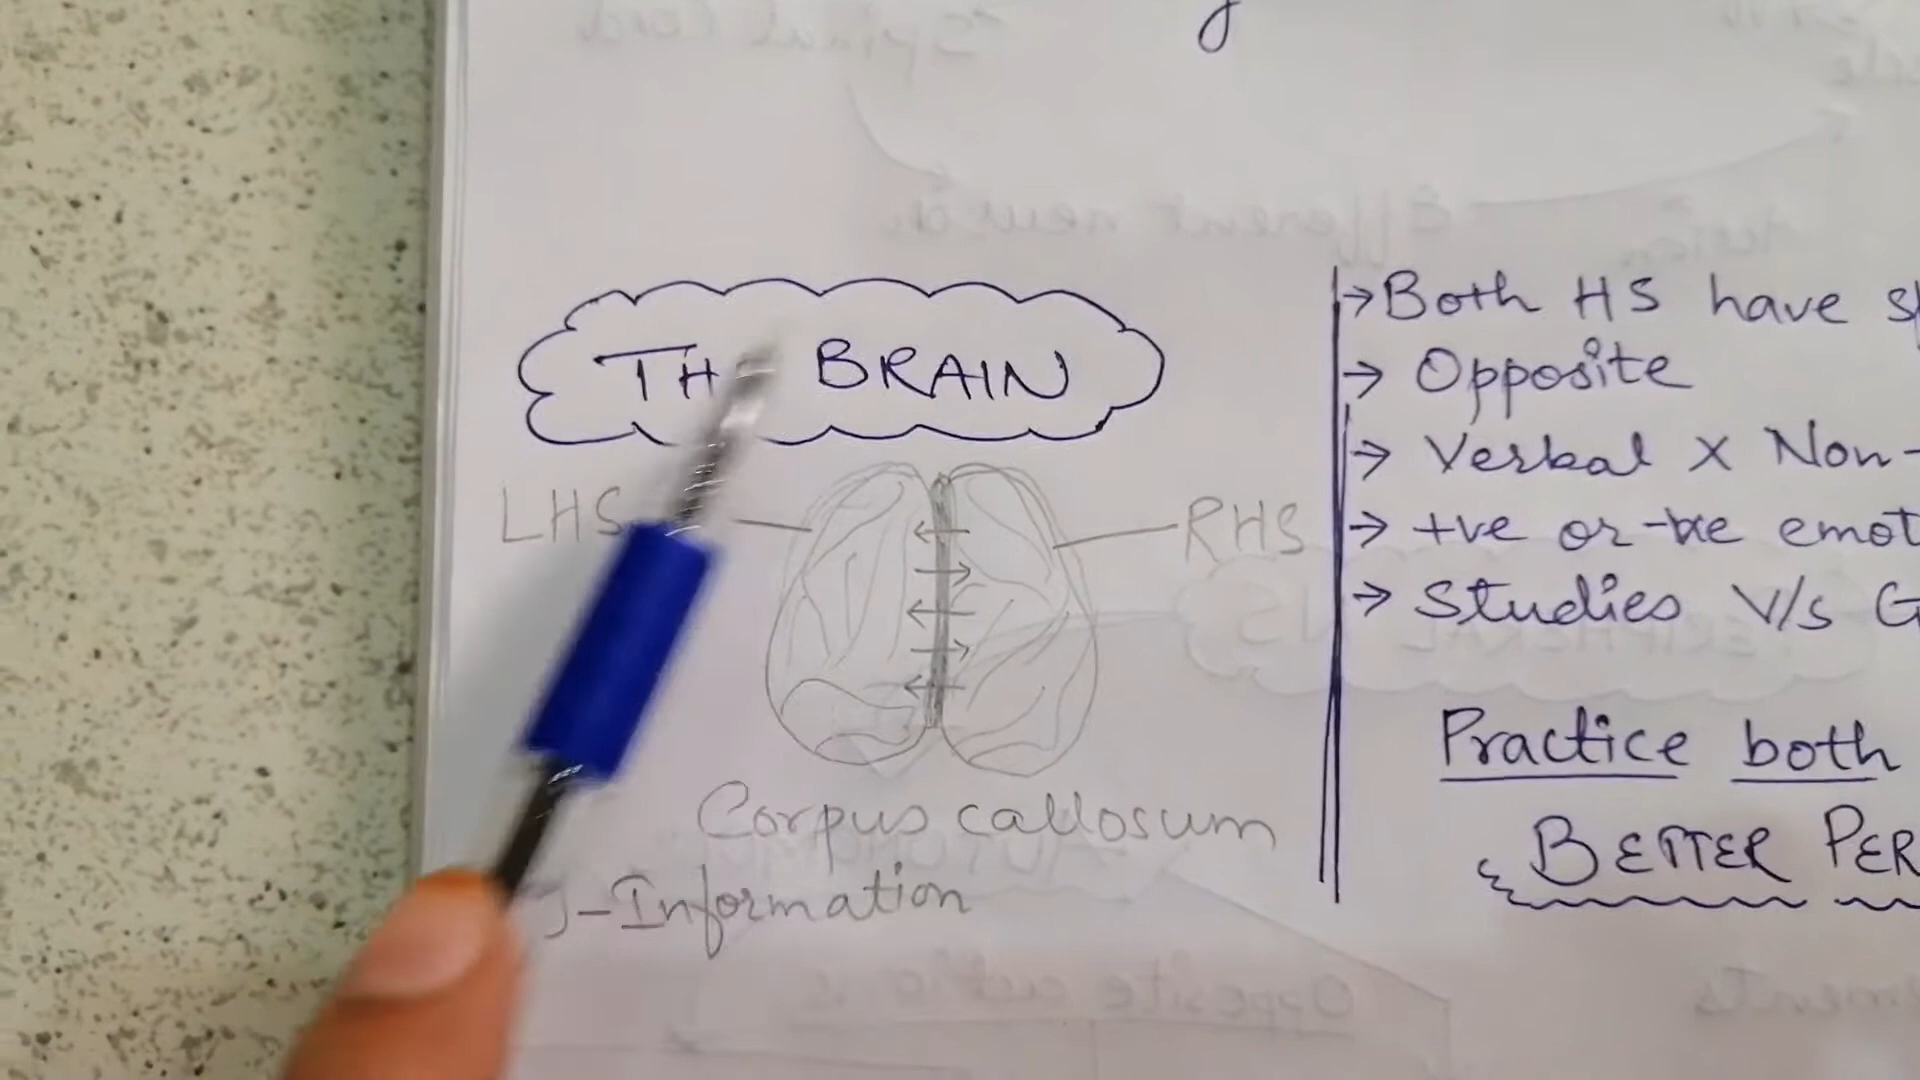 THE BRAIN
LHS
RHS
Corpus callosum
-Information
→Both HS have
→ Opposite
→ Verbal X Non-
→ +ve or -ve emot
→ Studies V/s G
Practice both
BETTER PER